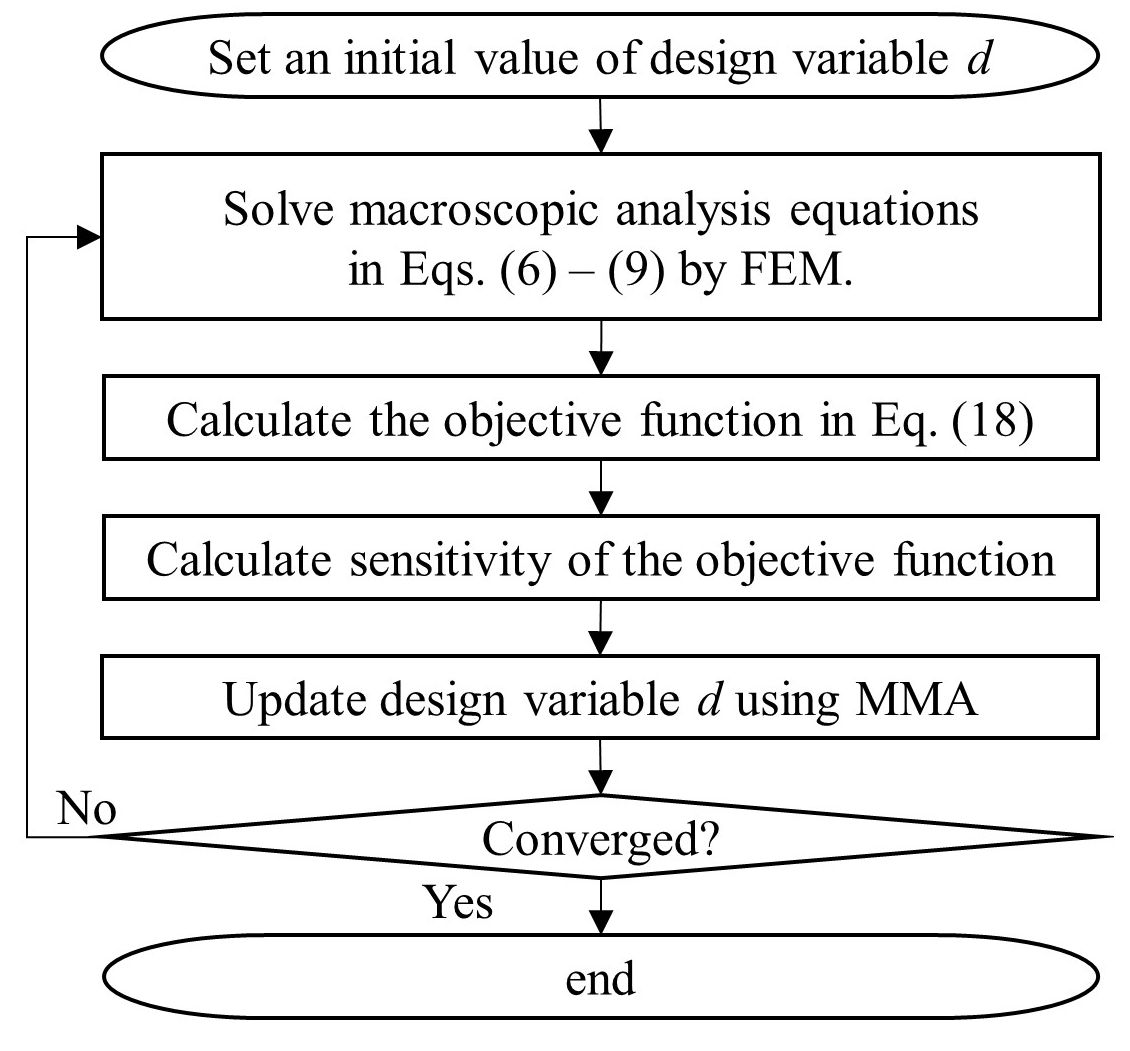 Set an initial value of design variable d
Solve macroscopic analysis equations
in Eqs. (6) – (9) by FEM.
Calculate the objective function in Eq. (18)
Calculate sensitivity of the objective function
Update design variable d using MMA
No
Converged?
Yes
end